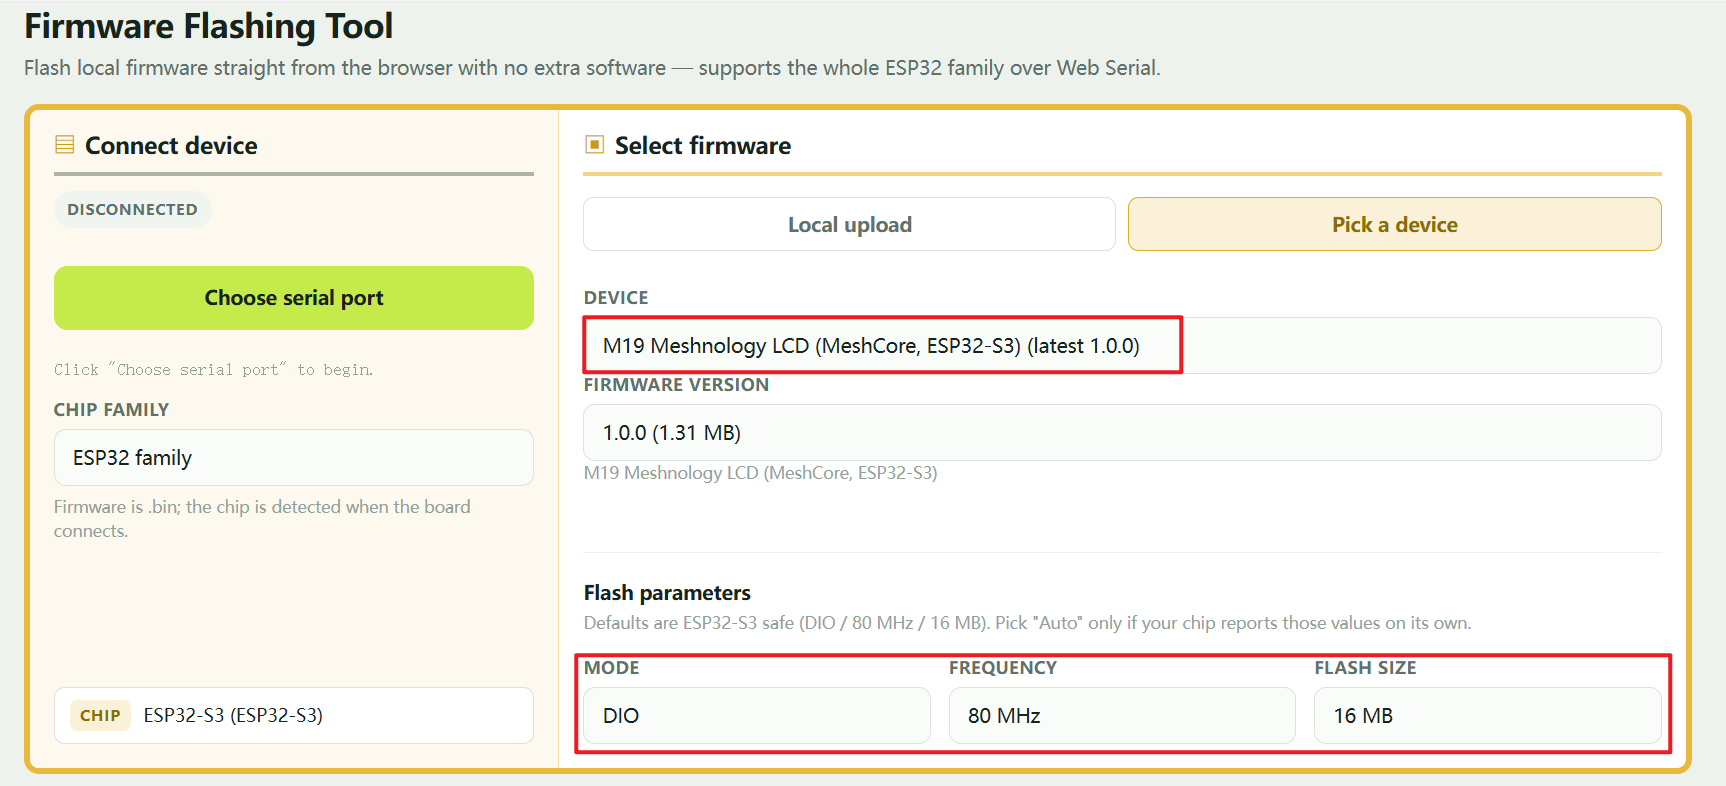 Firmware Flashing Tool
Flash local firmware straight from the browser with no extra software — supports the whole ESP32 family over Web Serial.
Connect device
DISCONNECTED
Choose serial port
Click "Choose serial port" to begin.
CHIP FAMILY
ESP32 family
Firmware is .bin; the chip is detected when the board
connects.
CHIP ESP32-S3 (ESP32-S3)
Select firmware
Local upload
Pick a device
DEVICE
M19 Meshnology LCD (MeshCore, ESP32-S3) (latest 1.0.0)
FIRMWARE VERSION
1.0.0 (1.31 MB)
M19 Meshnology LCD (MeshCore, ESP32-S3)
Flash parameters
Defaults are ESP32-S3 safe (DIO / 80 MHz / 16 MB). Pick "Auto" only if your chip reports those values on its own.
MODE
DIO
FREQUENCY
80 MHz
FLASH SIZE
16 MB